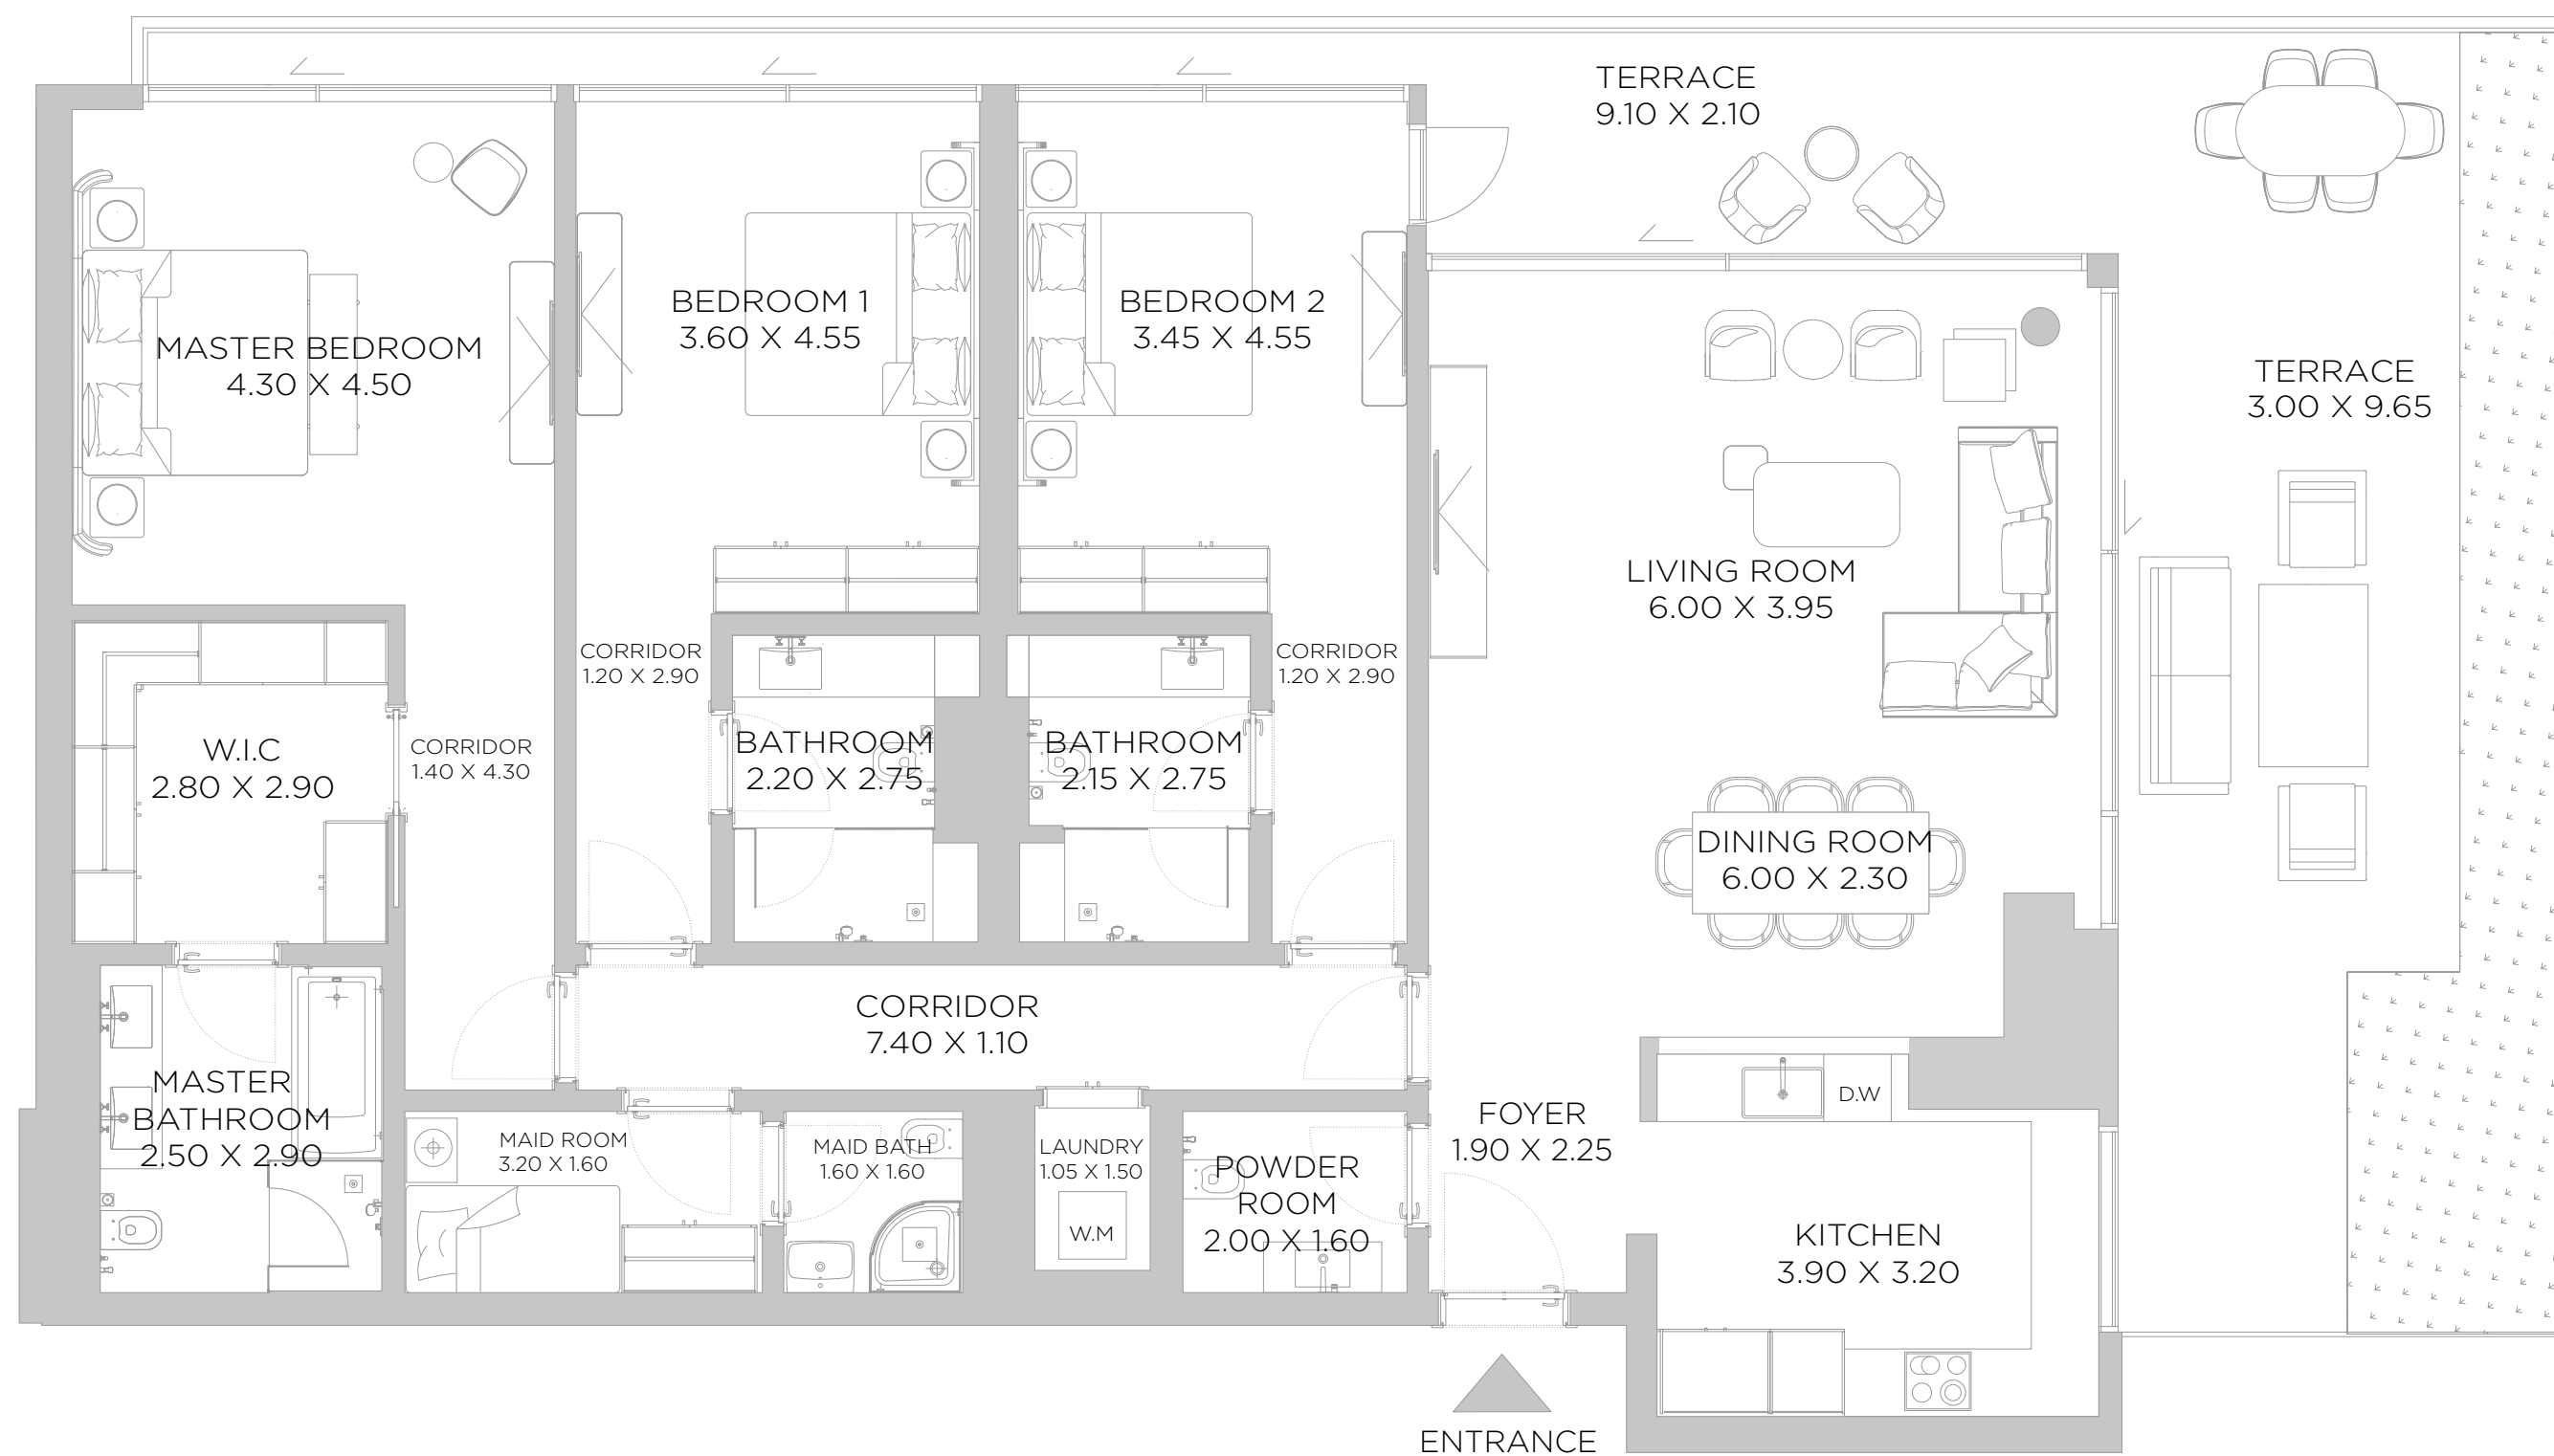 TERRACE
9.10 X 2.10
BEDROOM 1
3.60 X 4.55
BEDROOM 2
3.45 X 4.55
MASTER BEDROOM
4.30 X 4.50
TERRACE
3.00 X 9.65
LIVING ROOM
6.00 X 3.95
CORRIDOR
1.20 X 2.90
CORRIDOR
1.20 X 2.90
W.I.C
2.80 X 2.90
CORRIDOR
1.40 X 4.30
BATHROOM
2.20 X 2.75
BATHROOM
2.15 X 2.75
DINING ROOM
6.00 X 2.30
CORRIDOR
7.40 X 1.10
MASTER
BATHROOM
2.50 X 2.90
D.W
FOYER
1.90 X 2.25
MAID ROOM
3.20 X 1.60
MAID BATH
1.60 X 1.60
LAUNDRY
1.05 X 1.50
W.M
POWDER
ROOM
2.00 X 1.60
KITCHEN
3.90 X 3.20
ENTRANCE